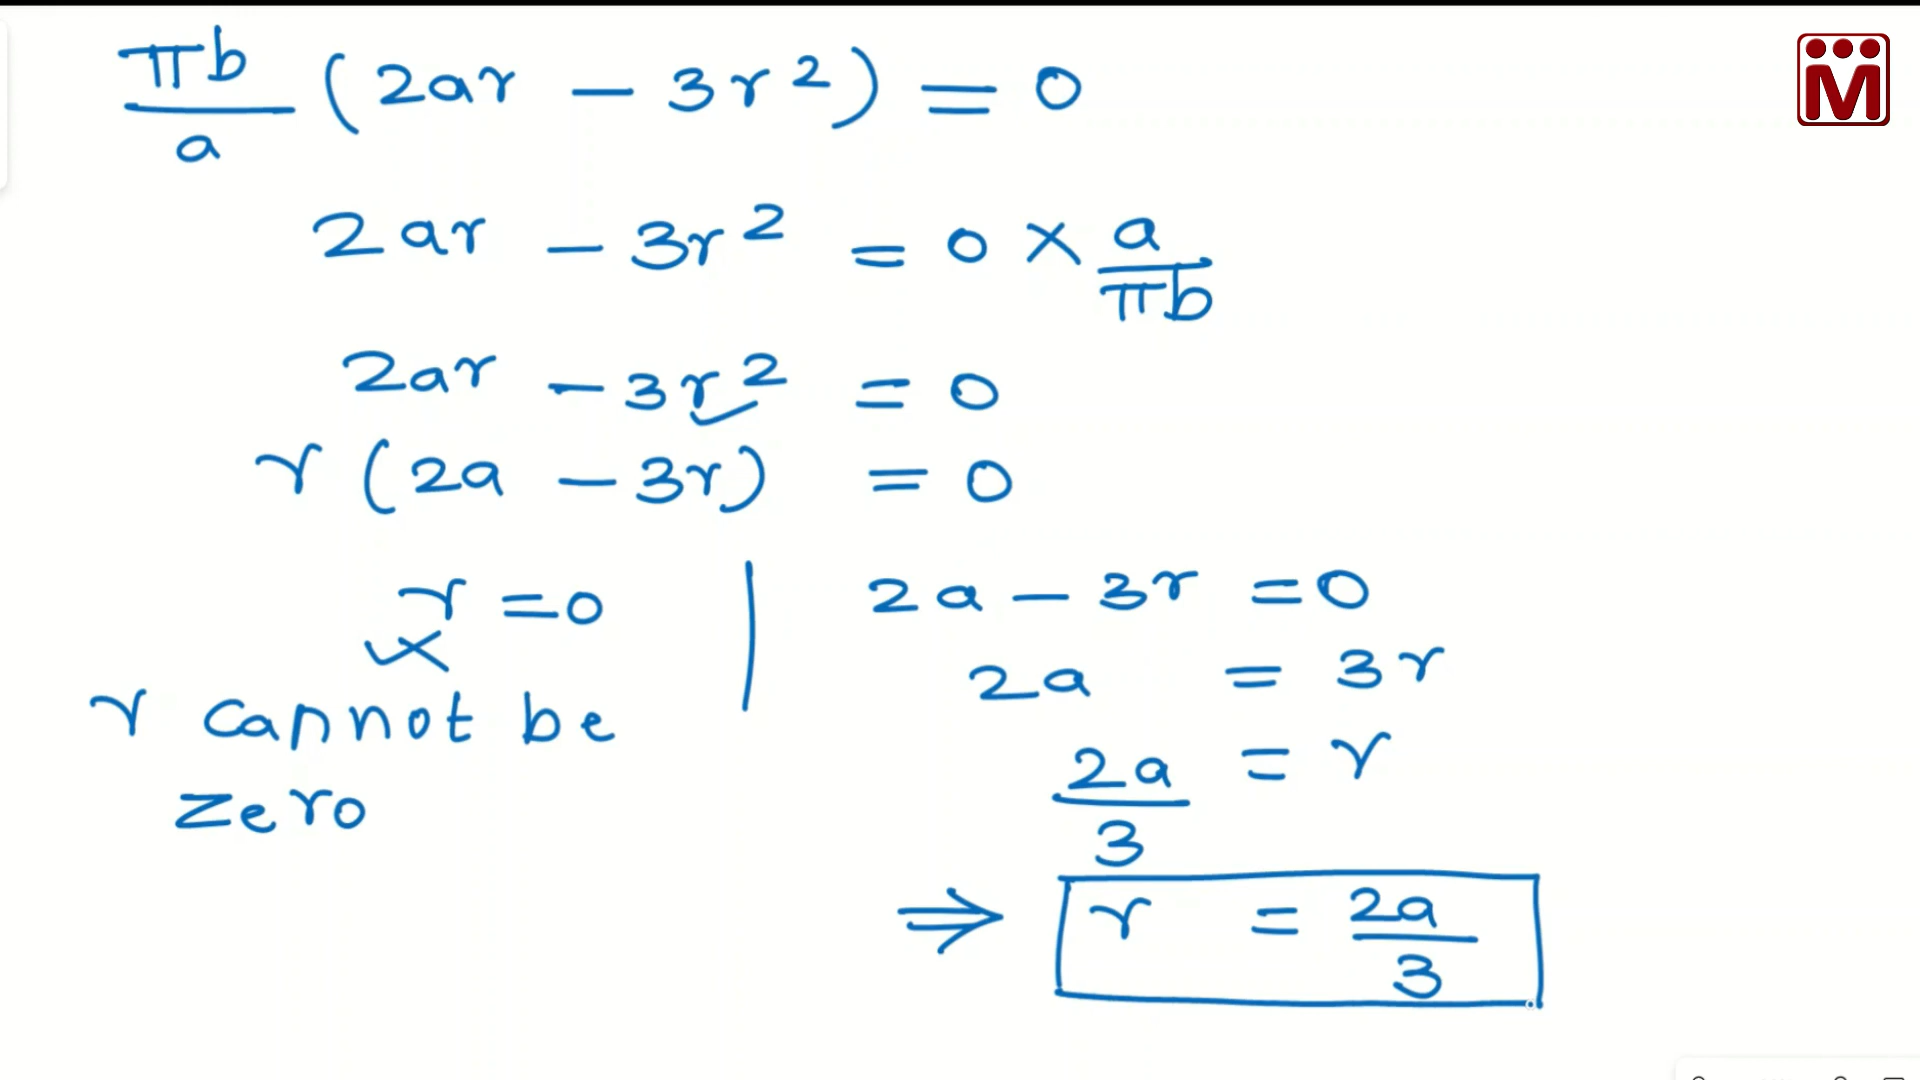 πb/a (2ar − 3r²) = 0
2ar − 3r² = 0 × a/πb
2ar − 3r² = 0
r (2a − 3r) = 0
r = 0
r cannot be
zero
2a − 3r = 0
2a = 3r
2a/3 = r
⇒ r = 2a/3
M